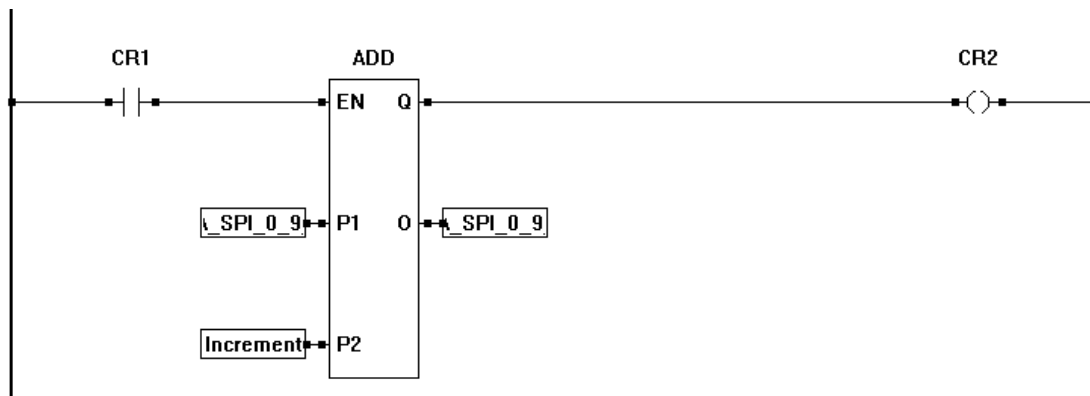 CR1 ADD CR2
EN Q
\_SPI_0_9 P1 O \_SPI_0_9
Increment P2